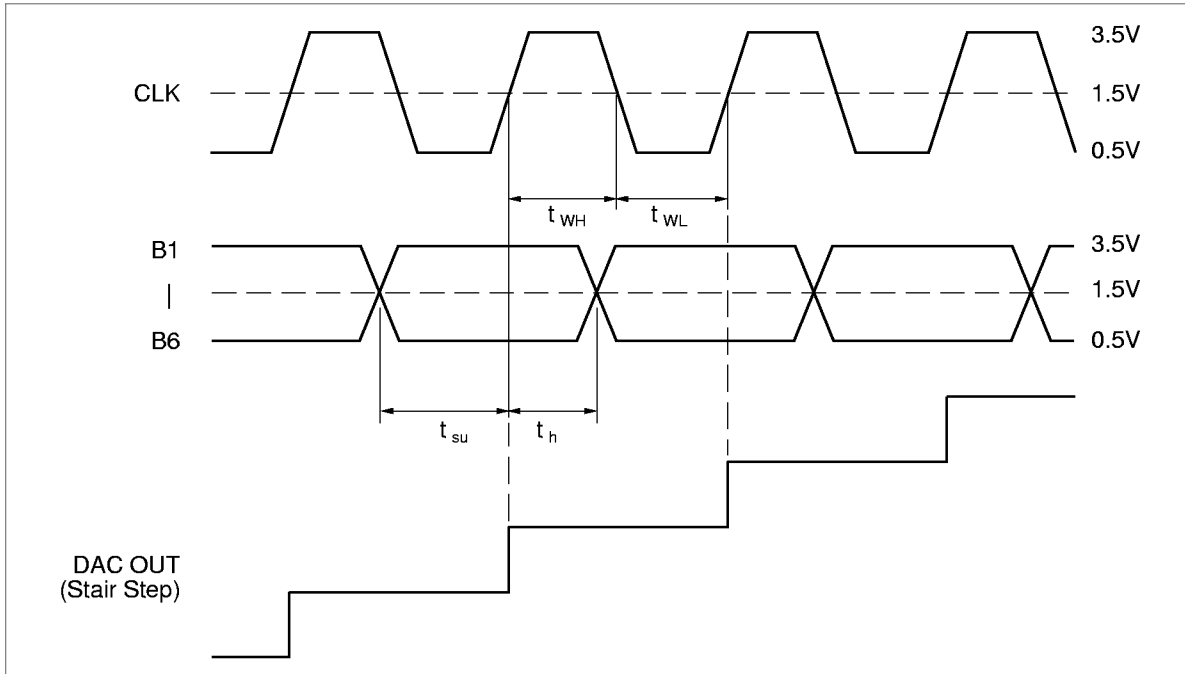 3.5V
CLK
1.5V
0.5V
t WH
t WL
B1
3.5V
|
1.5V
B6
0.5V
t su
t h
DAC OUT
(Stair Step)